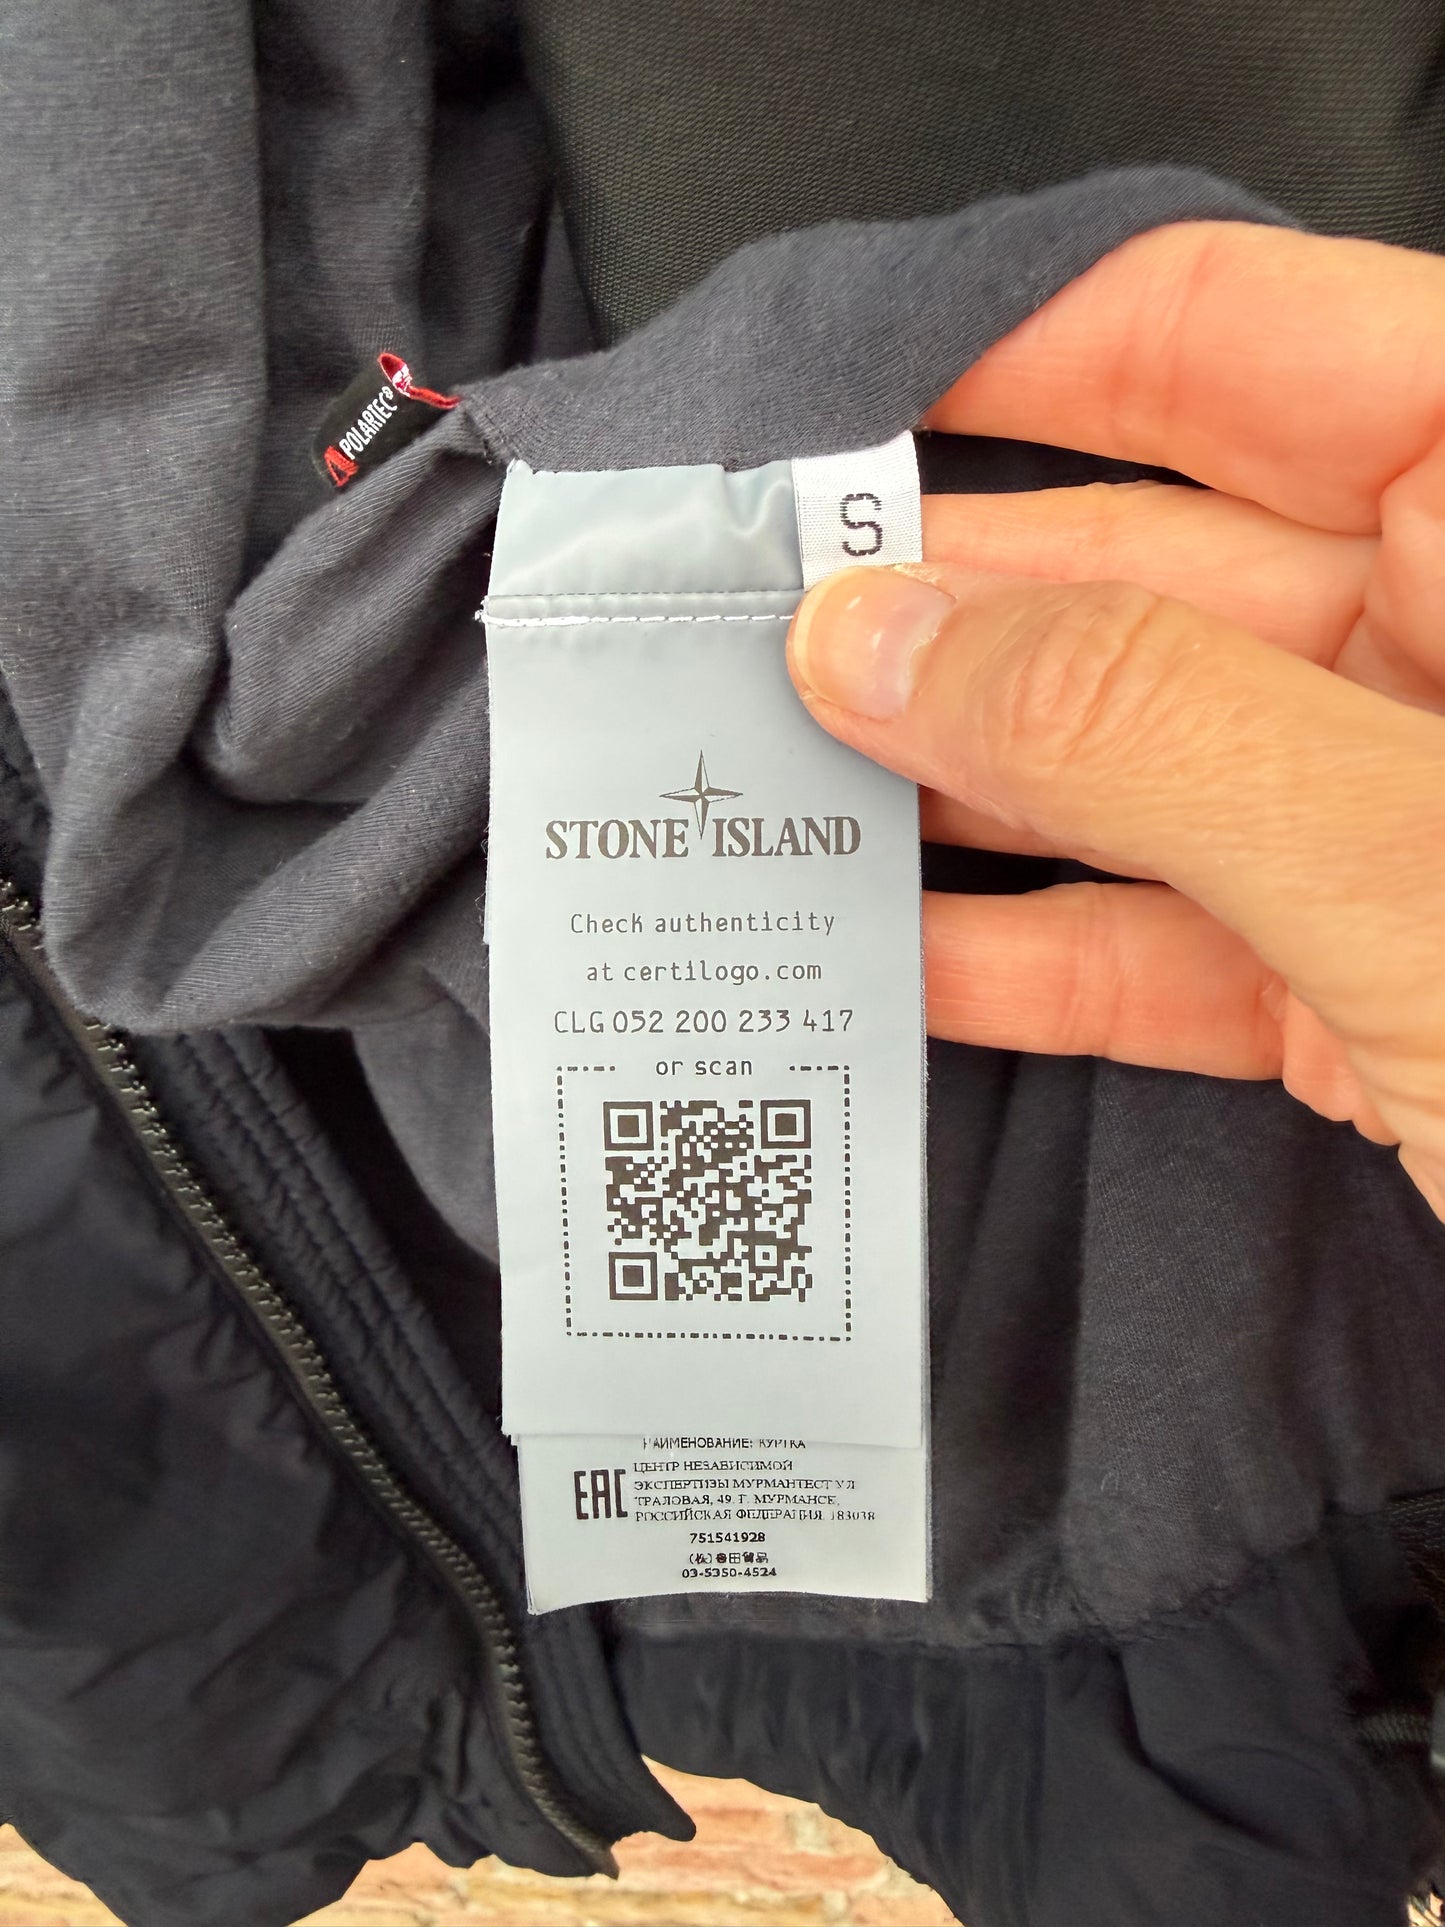 POLARTEC®
S
STONE ISLAND
Check authenticity
at certilogo.com
CLG 052 200 233 417
or scan
НАИМЕНОВАНИЕ: КУРТКА
EAC
ЦЕНТР НЕЗАВИСИМОЙ
ЭКСПЕРТИЗЫ МУРМАНТЕСТ УЛ
ТРАЛОВАЯ, 49. Г. МУРМАНСК,
РОССИЙСКАЯ ФЕДЕРАЦИЯ, 183038
751541928
03-5350-4524